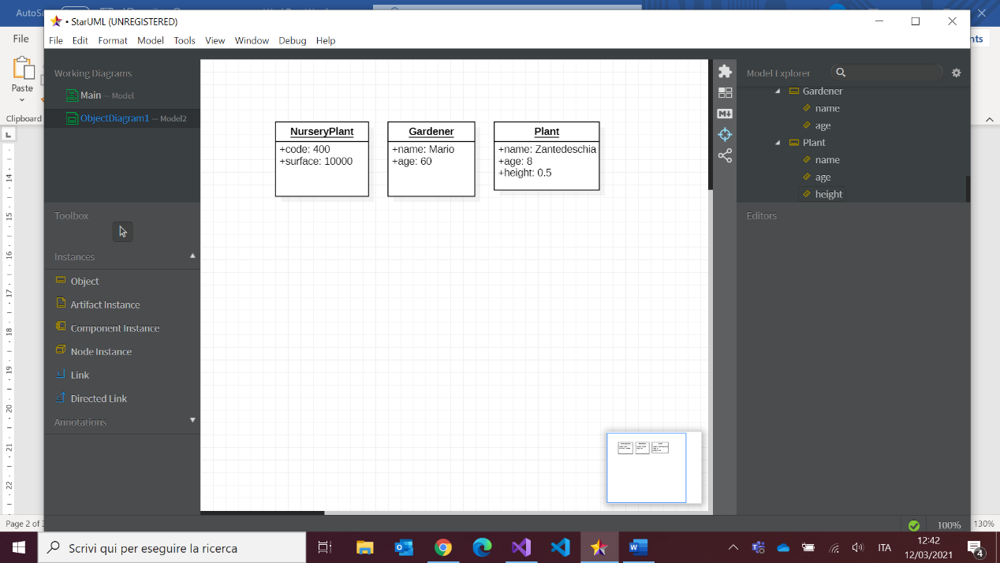 AutoSa
• StarUML (UNREGISTERED)
File
nts
File Edit Format Model Tools View Window Debug Help
Paste
Clipboard
Working Diagrams
Main — Model
ObjectDiagram1 — Model2
Toolbox
Instances
Object
Artifact Instance
Component Instance
Node Instance
Link
Directed Link
Annotations
NurseryPlant
+code: 400
+surface: 10000
Gardener
+name: Mario
+age: 60
Plant
+name: Zantedeschia
+age: 8
+height: 0.5
Model Explorer
Gardener
name
age
Plant
name
age
height
Editors
14
15
16
17
18
19
20
21
22
Page 2 of 3
100%
130%
Scrivi qui per eseguire la ricerca
ITA
12:42
12/03/2021
4